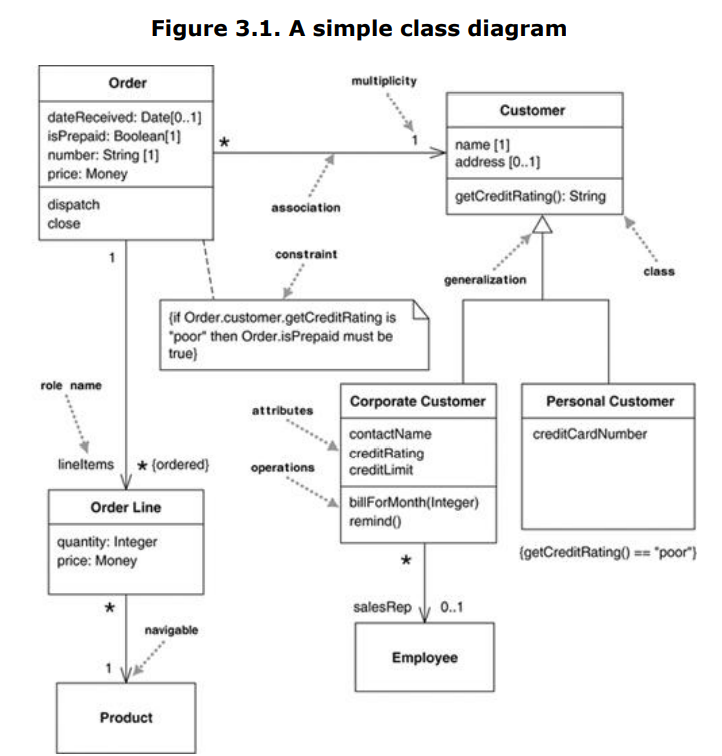 Figure 3.1. A simple class diagram
Order
dateReceived: Date[0..1]
isPrepaid: Boolean[1]
number: String [1]
price: Money
dispatch
close
*
multiplicity
1
association
Customer
name [1]
address [0..1]
getCreditRating(): String
1
constraint
generalization
class
{if Order.customer.getCreditRating is
"poor" then Order.isPrepaid must be
true}
role name
lineItems
* {ordered}
attributes
operations
Corporate Customer
contactName
creditRating
creditLimit
billForMonth(Integer)
remind()
Personal Customer
creditCardNumber
{getCreditRating() == "poor"}
Order Line
quantity: Integer
price: Money
*
navigable
1
Product
*
salesRep
0..1
Employee